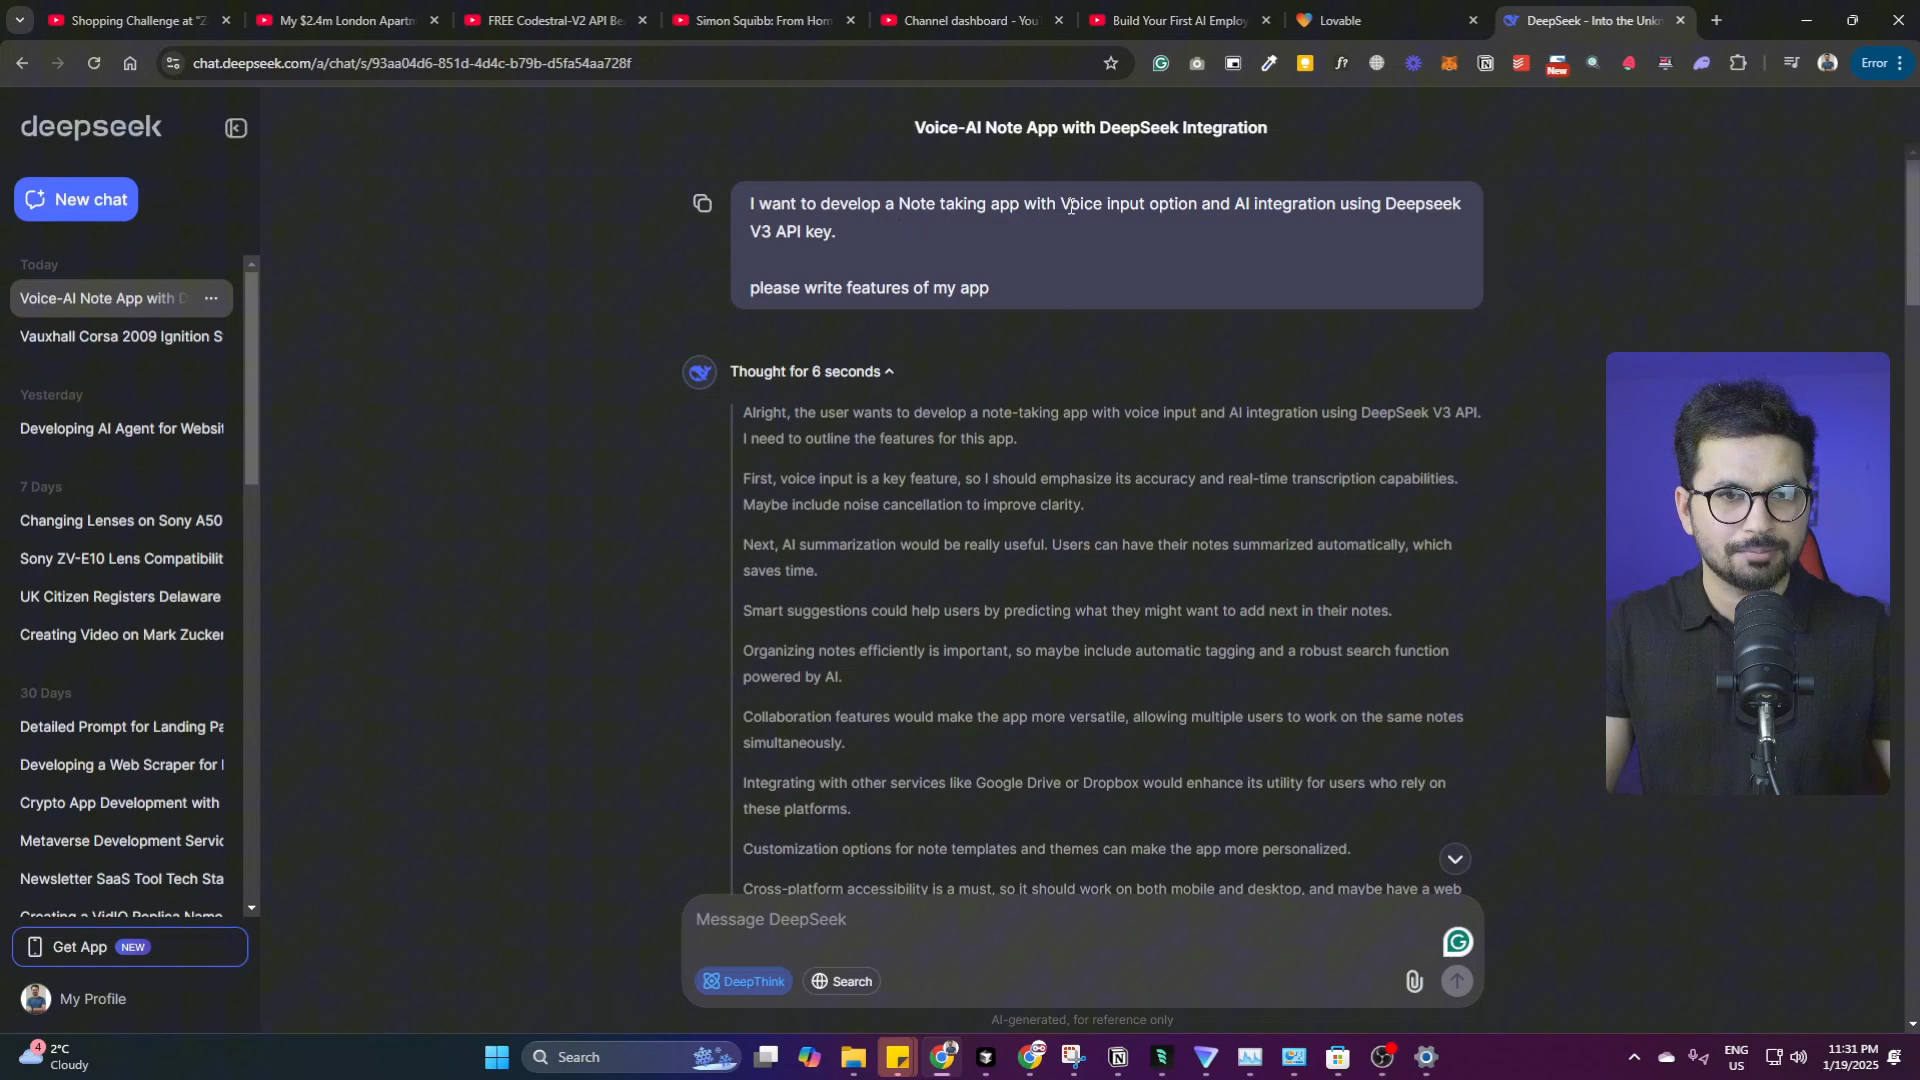 Shopping Challenge at "Z
My $2.4m London Apartm
FREE Codestral-V2 API Be
Simon Squibb: From Hom
Channel dashboard - YouT
Build Your First AI Employ
Lovable
DeepSeek - Into the Unkn
chat.deepseek.com/a/chat/s/93aa04d6-851d-4d4c-b79b-d5fa54aa728f
New
Error
deepseek
New chat
Today
Voice-AI Note App with D
Vauxhall Corsa 2009 Ignition S
Yesterday
Developing AI Agent for Websit
7 Days
Changing Lenses on Sony A50
Sony ZV-E10 Lens Compatibilit
UK Citizen Registers Delaware
Creating Video on Mark Zucker
30 Days
Detailed Prompt for Landing Pa
Developing a Web Scraper for
Crypto App Development with
Metaverse Development Servic
Newsletter SaaS Tool Tech Sta
Creating a VidIQ Replica Name
Get App NEW
My Profile
Voice-AI Note App with DeepSeek Integration
I want to develop a Note taking app with Voice input option and AI integration using Deepseek
V3 API key.
please write features of my app
Thought for 6 seconds
Alright, the user wants to develop a note-taking app with voice input and AI integration using DeepSeek V3 API.
I need to outline the features for this app.
First, voice input is a key feature, so I should emphasize its accuracy and real-time transcription capabilities.
Maybe include noise cancellation to improve clarity.
Next, AI summarization would be really useful. Users can have their notes summarized automatically, which
saves time.
Smart suggestions could help users by predicting what they might want to add next in their notes.
Organizing notes efficiently is important, so maybe include automatic tagging and a robust search function
powered by AI.
Collaboration features would make the app more versatile, allowing multiple users to work on the same notes
simultaneously.
Integrating with other services like Google Drive or Dropbox would enhance its utility for users who rely on
these platforms.
Customization options for note templates and themes can make the app more personalized.
Cross-platform accessibility is a must, so it should work on both mobile and desktop, and maybe have a web
Message DeepSeek
DeepThink
Search
AI-generated, for reference only
4
2°C
Cloudy
Search
ENG
US
11:31 PM
1/19/2025